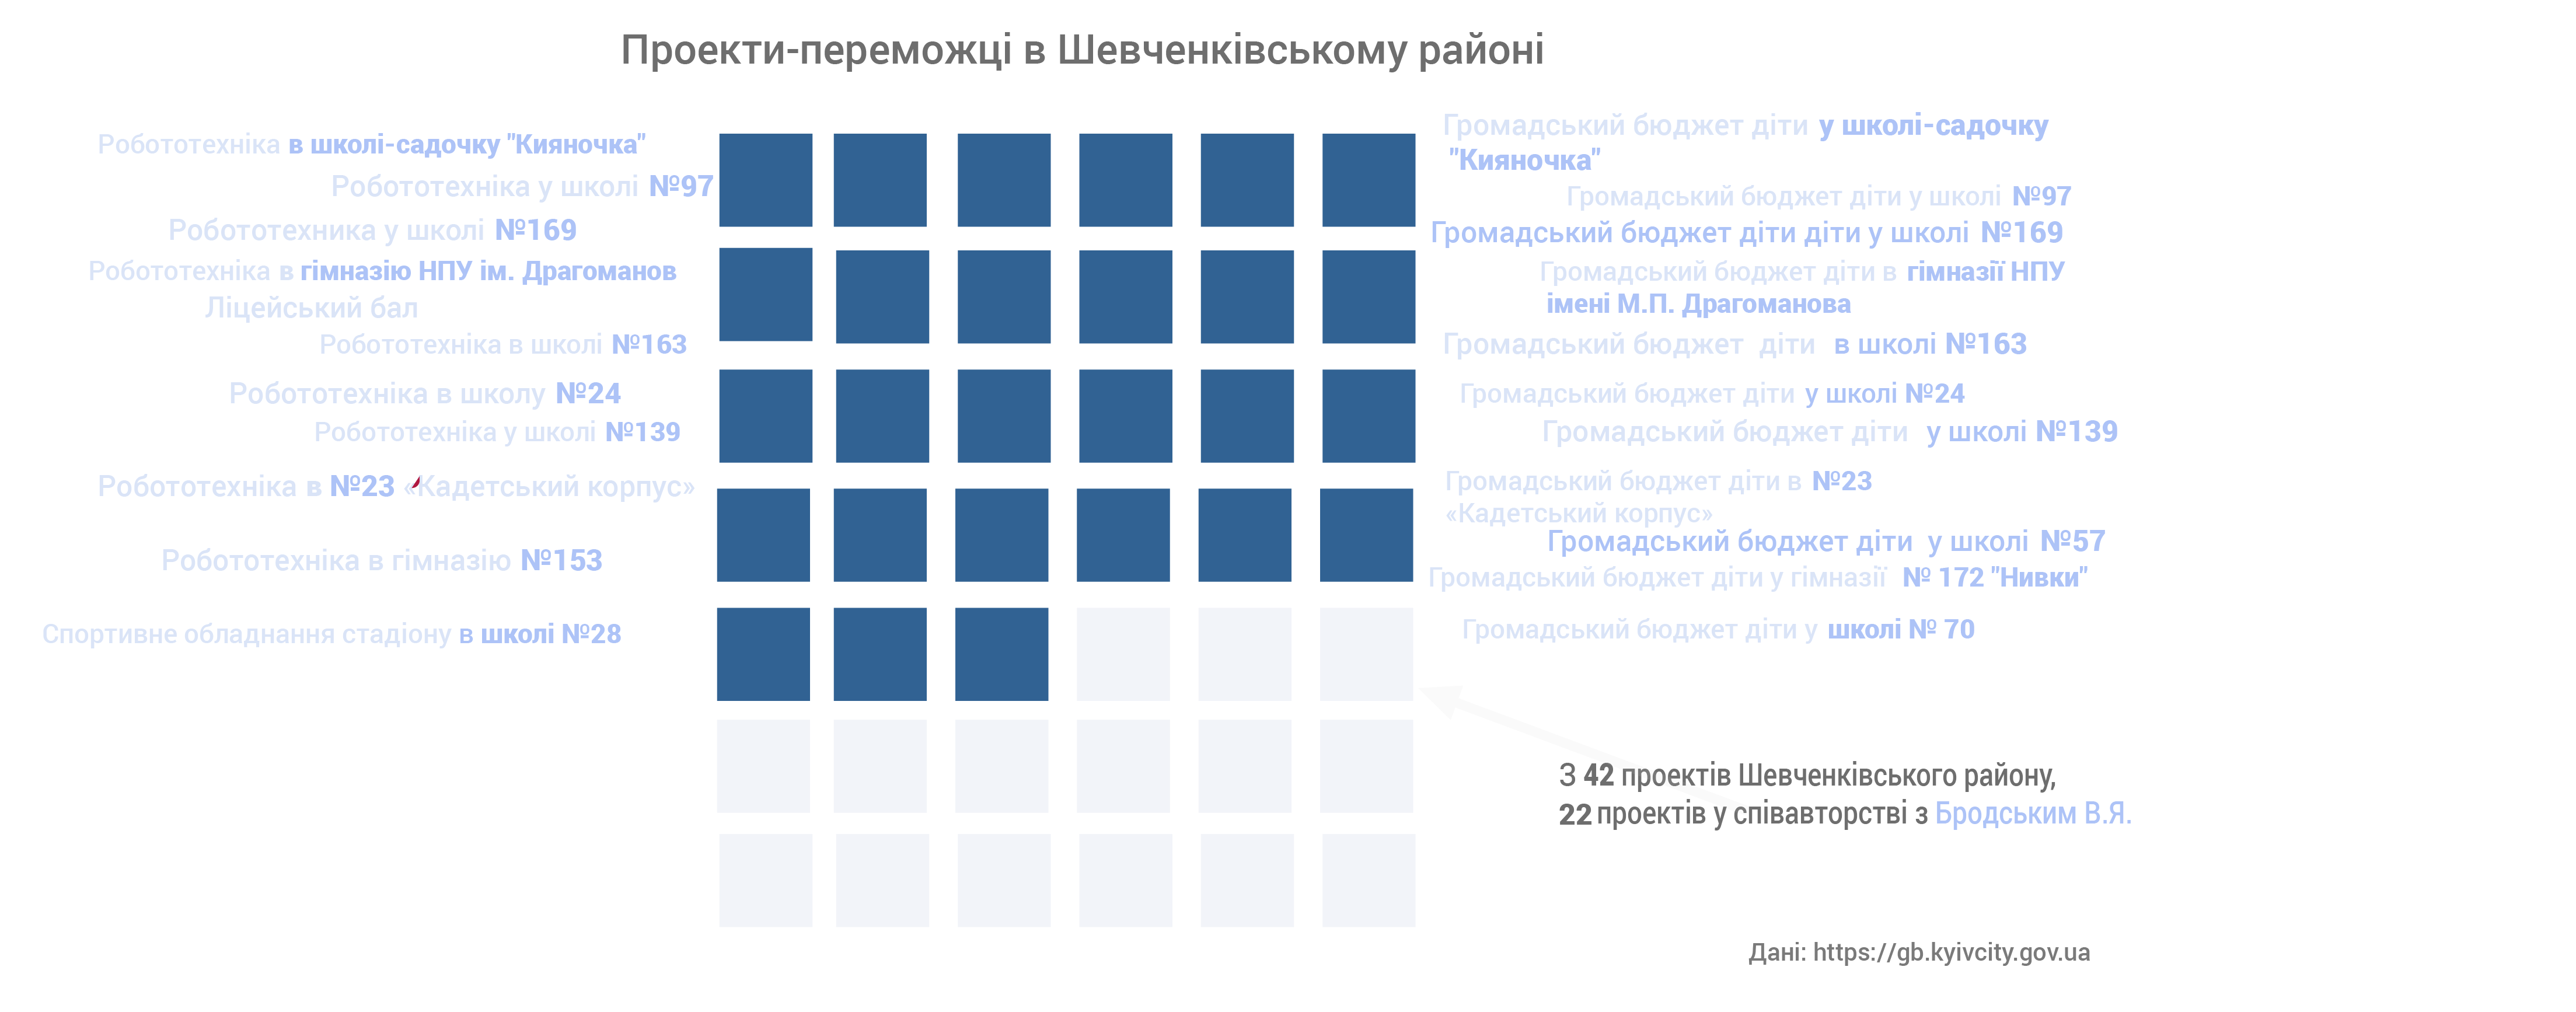 Проекти-переможці в Шевченківському районі
Робототехніка в школі-садочку "Кияночка"
Робототехніка у школі №97
Робототехника у школі №169
Робототехніка в гімназію НПУ ім. Драгоманов
Ліцейський бал
Робототехніка в школі №163
Робототехніка в школу №24
Робототехніка у школі №139
Робототехніка в №23 «Кадетський корпус»
Робототехніка в гімназію №153
Спортивне обладнання стадіону в школі №28
Громадський бюджет діти у школі-садочку
"Кияночка"
Громадський бюджет діти у школі №97
Громадський бюджет діти діти у школі №169
Громадський бюджет діти в гімназії НПУ
імені М.П. Драгоманова
Громадський бюджет діти в школі №163
Громадський бюджет діти у школі №24
Громадський бюджет діти у школі №139
Громадський бюджет діти в №23
«Кадетський корпус»
Громадський бюджет діти у школі №57
Громадський бюджет діти у гімназії № 172 "Нивки"
Громадський бюджет діти у школі № 70
З 42 проектів Шевченківського району,
22 проектів у співавторстві з Бродським В.Я.
Дані: https://gb.kyivcity.gov.ua